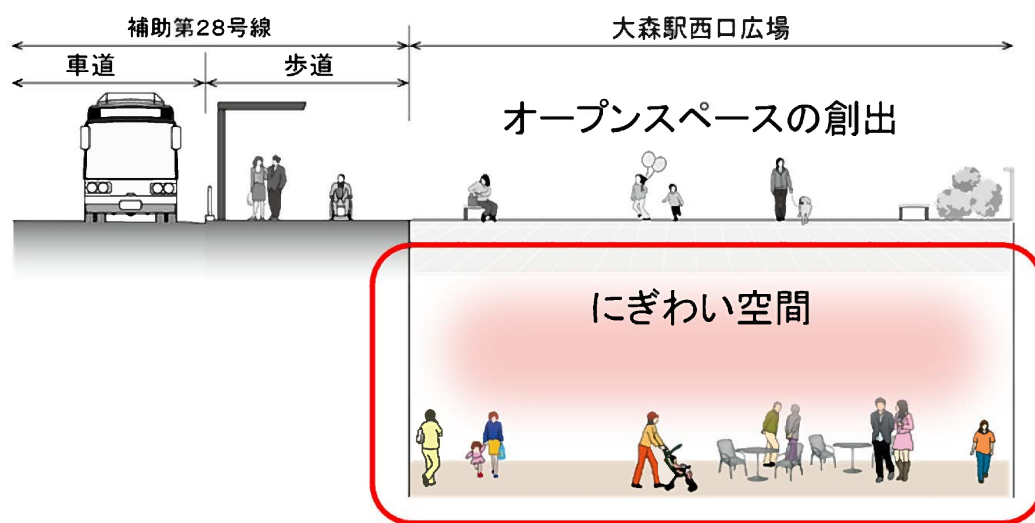 補助第28号線
大森駅西口広場
車道
歩道
オープンスペースの創出
にぎわい空間